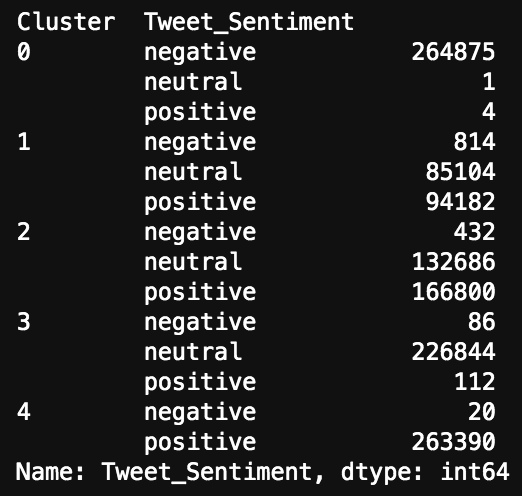 Cluster  Tweet_Sentiment
0        negative           264875
         neutral                 1
         positive                4
1        negative              814
         neutral             85104
         positive            94182
2        negative              432
         neutral            132686
         positive           166800
3        negative               86
         neutral            226844
         positive              112
4        negative               20
         positive           263390
Name: Tweet_Sentiment, dtype: int64